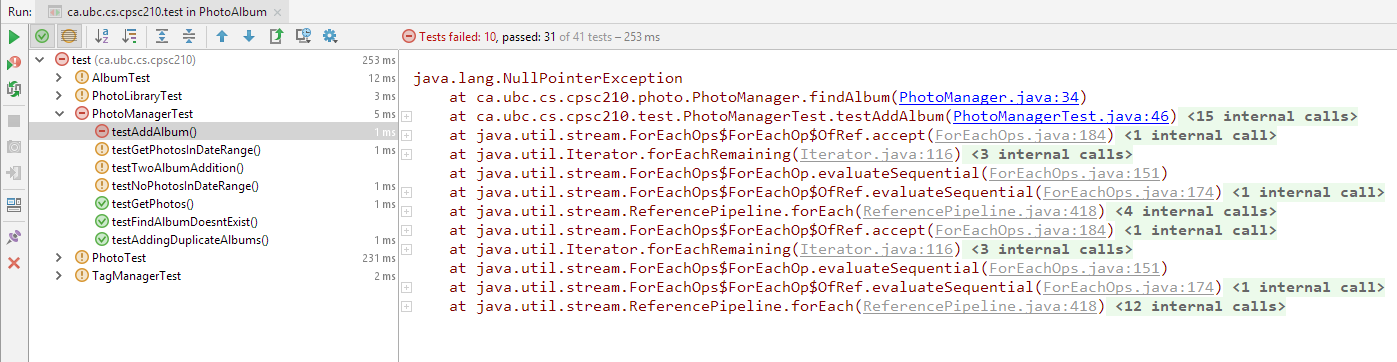 Run: ca.ubc.cs.cpsc210.test in PhotoAlbum ×
Tests failed: 10, passed: 31 of 41 tests – 253 ms
test (ca.ubc.cs.cpsc210) 253 ms
AlbumTest 12 ms
PhotoLibraryTest 3 ms
PhotoManagerTest 5 ms
testAddAlbum() 1 ms
testGetPhotosInDateRange() 1 ms
testTwoAlbumAddition()
testNoPhotosInDateRange() 1 ms
testGetPhotos() 1 ms
testFindAlbumDoesntExist()
testAddingDuplicateAlbums() 1 ms
PhotoTest 231 ms
TagManagerTest 2 ms
java.lang.NullPointerException
at ca.ubc.cs.cpsc210.photo.PhotoManager.findAlbum(PhotoManager.java:34)
at ca.ubc.cs.cpsc210.test.PhotoManagerTest.testAddAlbum(PhotoManagerTest.java:46) <15 internal calls>
at java.util.stream.ForEachOps$ForEachOp$OfRef.accept(ForEachOps.java:184) <1 internal call>
at java.util.Iterator.forEachRemaining(Iterator.java:116) <3 internal calls>
at java.util.stream.ForEachOps$ForEachOp.evaluateSequential(ForEachOps.java:151)
at java.util.stream.ForEachOps$ForEachOp$OfRef.evaluateSequential(ForEachOps.java:174) <1 internal call>
at java.util.stream.ReferencePipeline.forEach(ReferencePipeline.java:418) <4 internal calls>
at java.util.stream.ForEachOps$ForEachOp$OfRef.accept(ForEachOps.java:184) <1 internal call>
at java.util.Iterator.forEachRemaining(Iterator.java:116) <3 internal calls>
at java.util.stream.ForEachOps$ForEachOp.evaluateSequential(ForEachOps.java:151)
at java.util.stream.ForEachOps$ForEachOp$OfRef.evaluateSequential(ForEachOps.java:174) <1 internal call>
at java.util.stream.ReferencePipeline.forEach(ReferencePipeline.java:418) <12 internal calls>